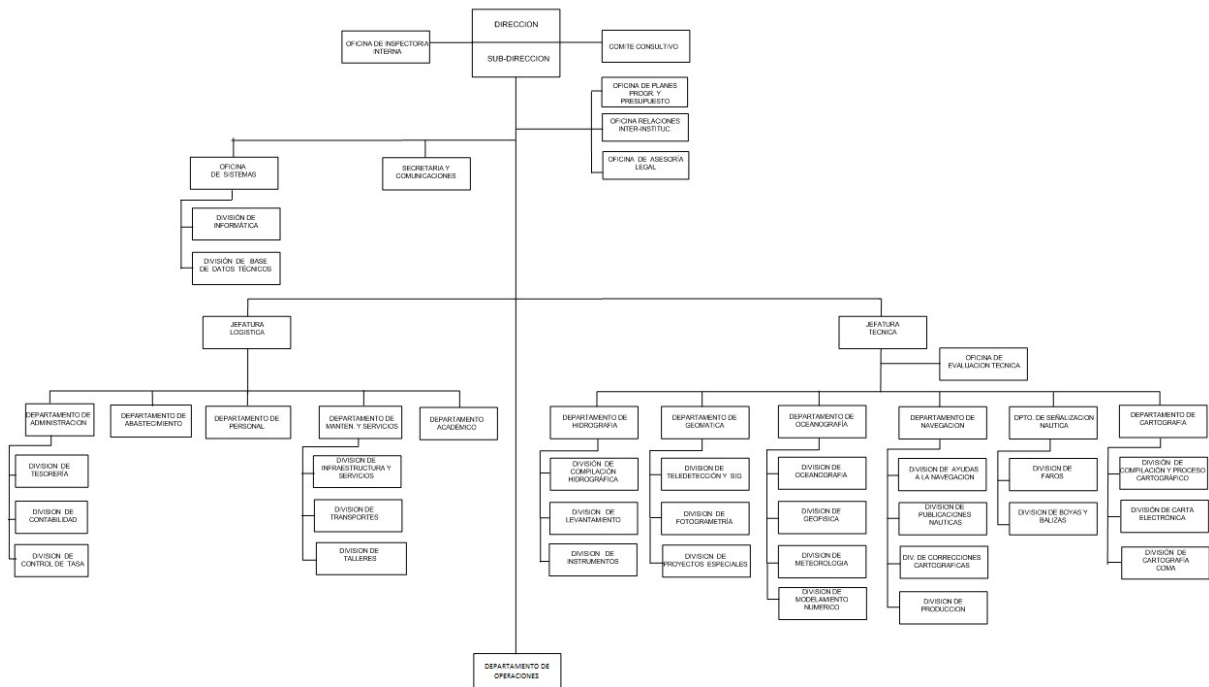 DIRECCION
SUB-DIRECCION
OFICINA DE INSPECTORIA
INTERNA
COMITE CONSULTIVO
OFICINA DE PLANES
PROGR. Y
PRESUPUESTO
OFICINA RELACIONES
INTER-INSTITUC.
OFICINA DE ASESORÍA
LEGAL
OFICINA
DE SISTEMAS
SECRETARIA Y
COMUNICACIONES
DIVISIÓN DE
INFORMÁTICA
DIVISIÓN DE BASE
DE DATOS TÉCNICOS
JEFATURA
LOGISTICA
JEFATURA
TECNICA
OFICINA DE
EVALUACION TECNICA
DEPARTAMENTO DE
ADMINISTRACION
DEPARTAMENTO DE
ABASTECIMIENTO
DEPARTAMENTO DE
PERSONAL
DEPARTAMENTO DE
MANTEN. Y SERVICIOS
DEPARTAMENTO
ACADÉMICO
DIVISION DE
TESORERÍA
DIVISION DE
CONTABILIDAD
DIVISION DE
CONTROL DE TASA
DIVISION DE
INFRAESTRUCTURA Y
SERVICIOS
DIVISION DE
TRANSPORTES
DIVISION DE
TALLERES
DEPARTAMENTO DE
HIDROGRAFIA
DEPARTAMENTO DE
GEOMATICA
DEPARTAMENTO DE
OCEANOGRAFÍA
DEPARTAMENTO DE
NAVEGACION
DPTO. DE SEÑALIZACION
NAUTICA
DEPARTAMENTO DE
CARTOGRAFIA
DIVISIÓN DE
COMPILACIÓN
HIDROGRÁFICA
DIVISION DE
LEVANTAMIENTO
DIVISION DE
INSTRUMENTOS
DIVISION DE
TELEDETECCIÓN Y SIG
DIVISION DE
FOTOGRAMETRÍA
DIVISION DE
PROYECTOS ESPECIALES
DIVISION DE
OCEANOGRAFIA
DIVISION DE
GEOFISICA
DIVISION DE
METEOROLOGIA
DIVISION DE
MODELAMIENTO
NUMERICO
DIVISION DE AYUDAS
A LA NAVEGACION
DIVISION DE
PUBLICACIONES
NAUTICAS
DIV. DE CORRECCIONES
CARTOGRAFICAS
DIVISION DE
PRODUCCION
DIVISION DE
FAROS
DIVISION DE BOYAS Y
BALIZAS
DIVISIÓN DE
COMPILACIÓN Y PROCESO
CARTOGRÁFICO
DIVISIÓN DE CARTA
ELECTRÓNICA
DIVISIÓN DE
CARTOGRAFÍA
COMA
DEPARTAMENTO DE
OPERACIONES